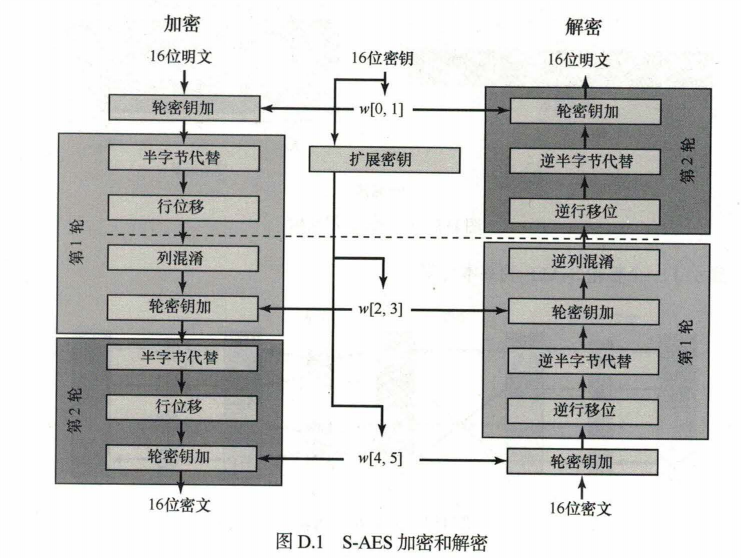 加密
解密
16位明文
16位密钥
16位明文
轮密钥加
w[0, 1]
轮密钥加
半字节代替
扩展密钥
逆半字节代替
第2轮
行位移
逆行移位
第1轮
列混淆
逆列混淆
轮密钥加
w[2, 3]
轮密钥加
半字节代替
逆半字节代替
第1轮
第2轮
行位移
逆行移位
轮密钥加
w[4, 5]
轮密钥加
16位密文
16位密文
图 D.1 S-AES 加密和解密